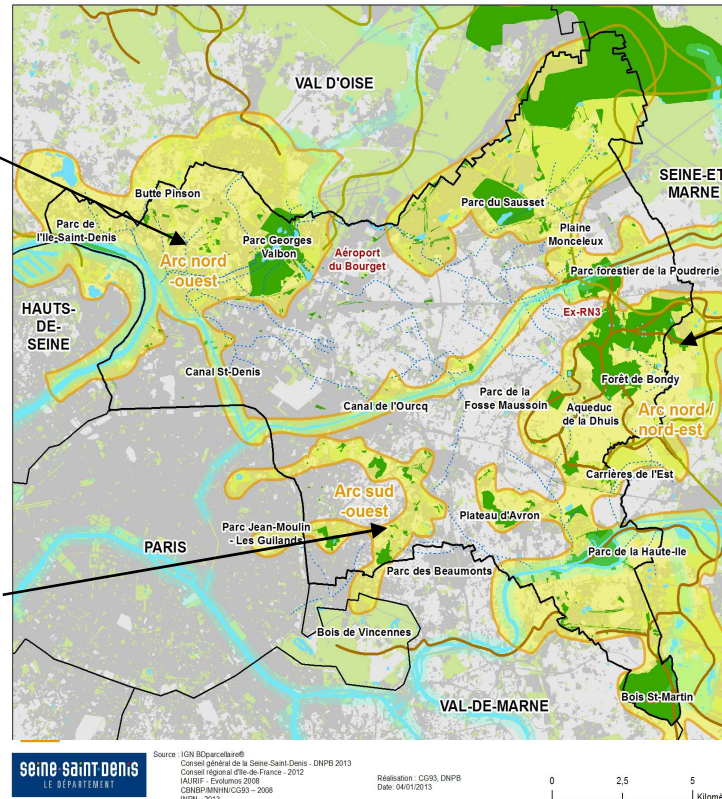 VAL D'OISE
SEINE-ET
MARNE
Butte Pinson
Parc du Sausset
Parc de
l'Ile-Saint-Denis
Arc nord
-ouest
Parc Georges
Valbon
Aéroport
du Bourget
Plaine
Monceleux
Parc forestier de la Poudrerie
HAUTS-
DE-
SEINE
Ex-RN3
Canal St-Denis
Canal de l'Ourcq
Parc de la
Fosse Maussoin
Forêt de Bondy
Aqueduc
de la Dhuis
Arc nord /
nord-est
Carrières de l'Est
Arc sud
-ouest
Plateau d'Avron
Parc Jean-Moulin
- Les Guilands
PARIS
Parc de la Haute-Ile
Parc des Beaumonts
Bois de Vincennes
Bois St-Martin
VAL-DE-MARNE
seine-saint-denis
LE DÉPARTEMENT
Source : IGN BDparcellaire®
Conseil général de la Seine-Saint-Denis - DNPB 2013
Conseil régional d'Ile-de-France - 2012
IAURIF - Evolumos 2008
CBNBP/MNHN/CG93 – 2008
INPN - 2013
Réalisation : CG93, DNPB
Date: 04/01/2013
0 2,5 5
Kilomé